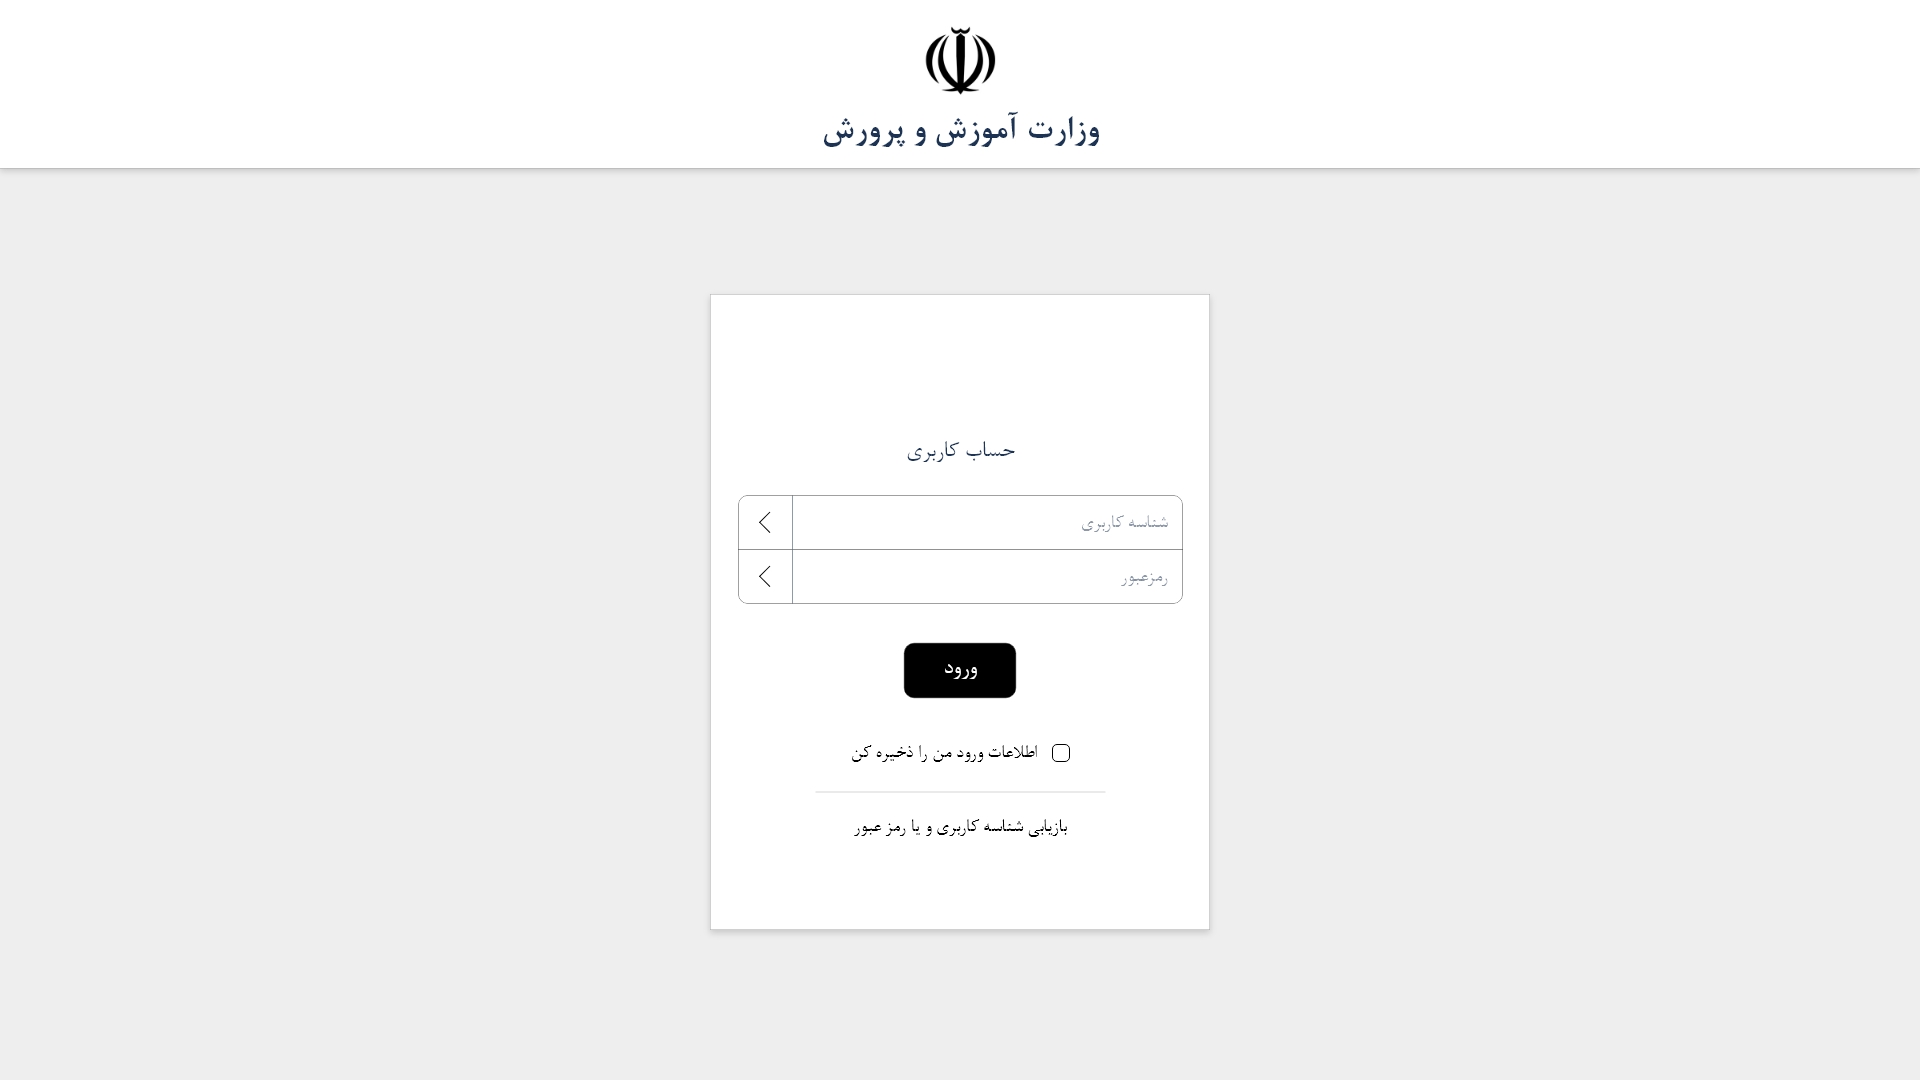 وزارت آموزش و پرورش
حساب کاربری
شناسه کاربری
رمزعبور
ورود
اطلاعات ورود من را ذخیره کن
بازیابی شناسه کاربری و یا رمز عبور